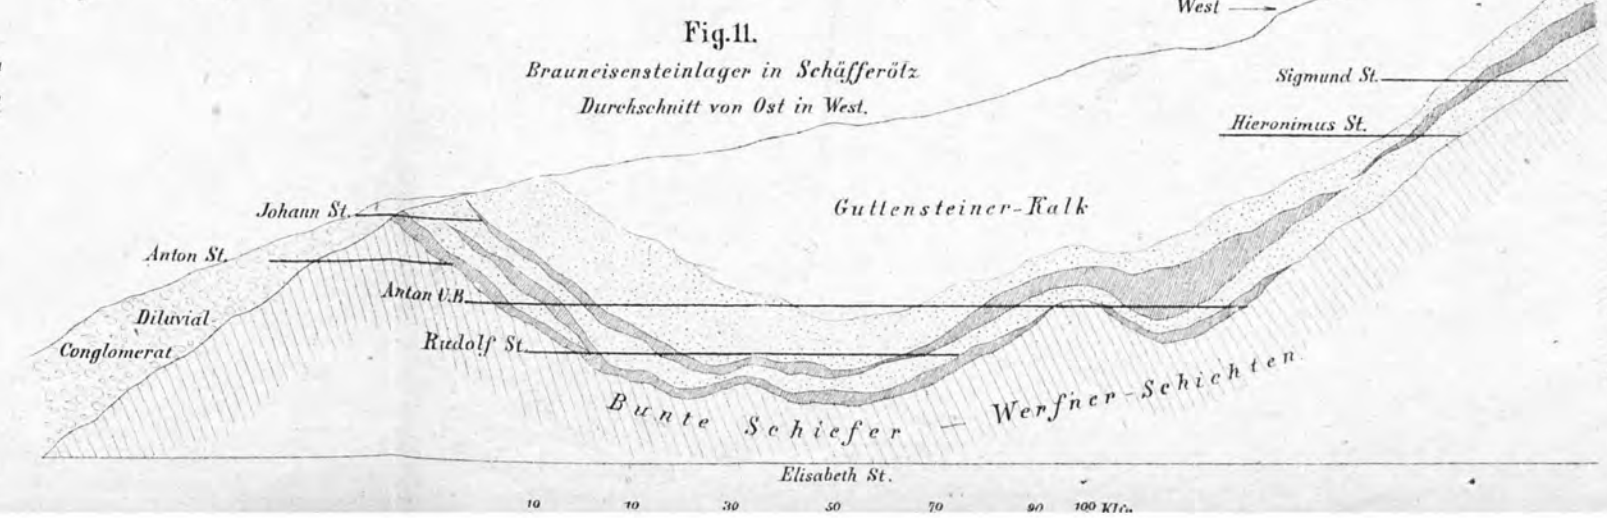 West
Fig.11.
Brauneisensteinlager in Schäfferötz
Durchschnitt von Ost in West.
Sigmund St.
Hieronimus St.
Johann St.
Guttensteiner-Kalk
Anton St.
Anton U.B.
Diluvial-
Conglomerat
Rudolf St.
Bunte Schiefer — Werfner-Schichten
Elisabeth St.
10 10 30 50 70 90 100 Klfr.